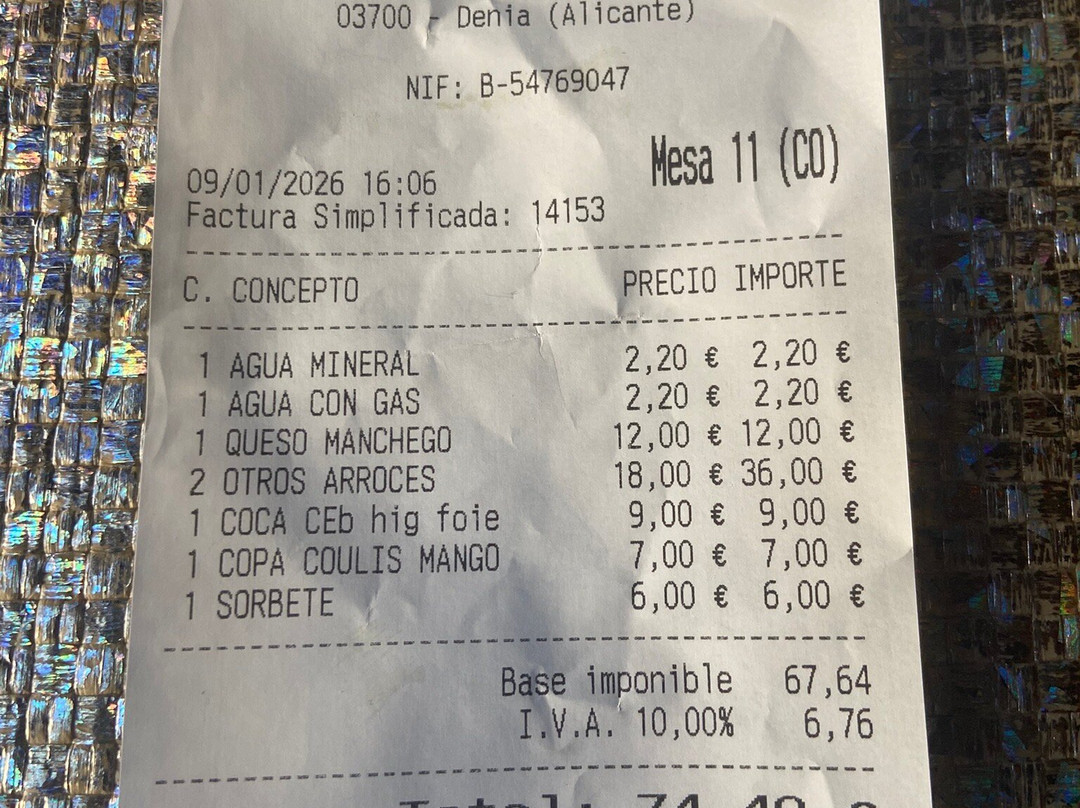 03700 - Denia (Alicante)
NIF: B-54769047
Mesa 11 (CO)
09/01/2026 16:06
Factura Simplificada: 14153
C. CONCEPTO PRECIO IMPORTE
1 AGUA MINERAL 2,20 € 2,20 €
1 AGUA CON GAS 2,20 € 2,20 €
1 QUESO MANCHEGO 12,00 € 12,00 €
2 OTROS ARROCES 18,00 € 36,00 €
1 COCA CEb hig foie 9,00 € 9,00 €
1 COPA COULIS MANGO 7,00 € 7,00 €
1 SORBETE 6,00 € 6,00 €
Base imponible 67,64
I.V.A. 10,00% 6,76
Total: